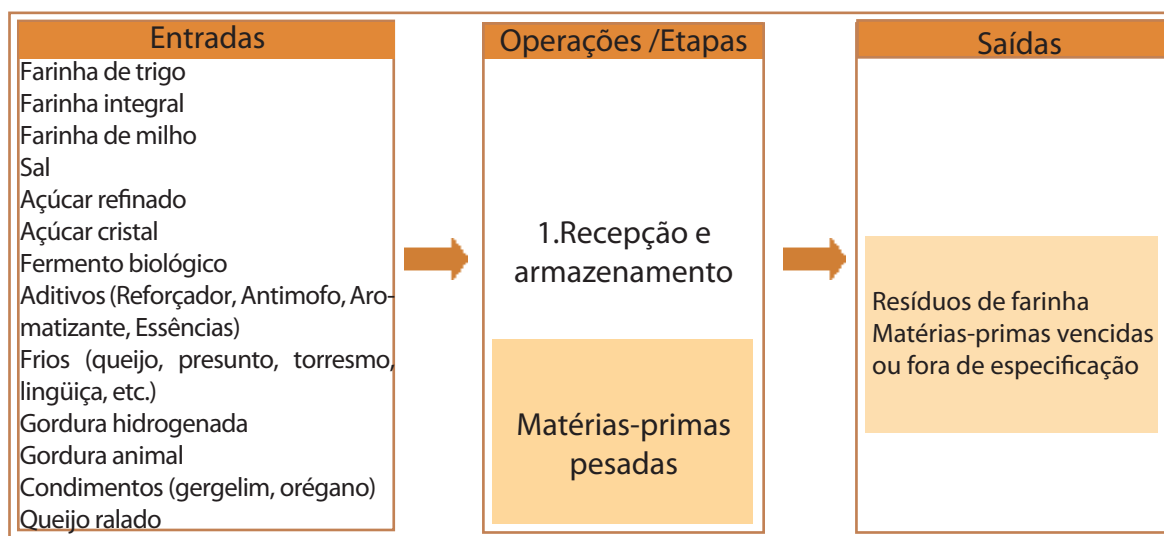 Entradas
Farinha de trigo
Farinha integral
Farinha de milho
Sal
Açúcar refinado
Açúcar cristal
Fermento biológico
Aditivos (Reforçador, Antimofo, Aro-
matizante, Essências)
Frios (queijo, presunto, torresmo,
lingüiça, etc.)
Gordura hidrogenada
Gordura animal
Condimentos (gergelim, orégano)
Queijo ralado
Operações /Etapas
1.Recepção e
armazenamento
Matérias-primas
pesadas
Saídas
Resíduos de farinha
Matérias-primas vencidas
ou fora de especificação